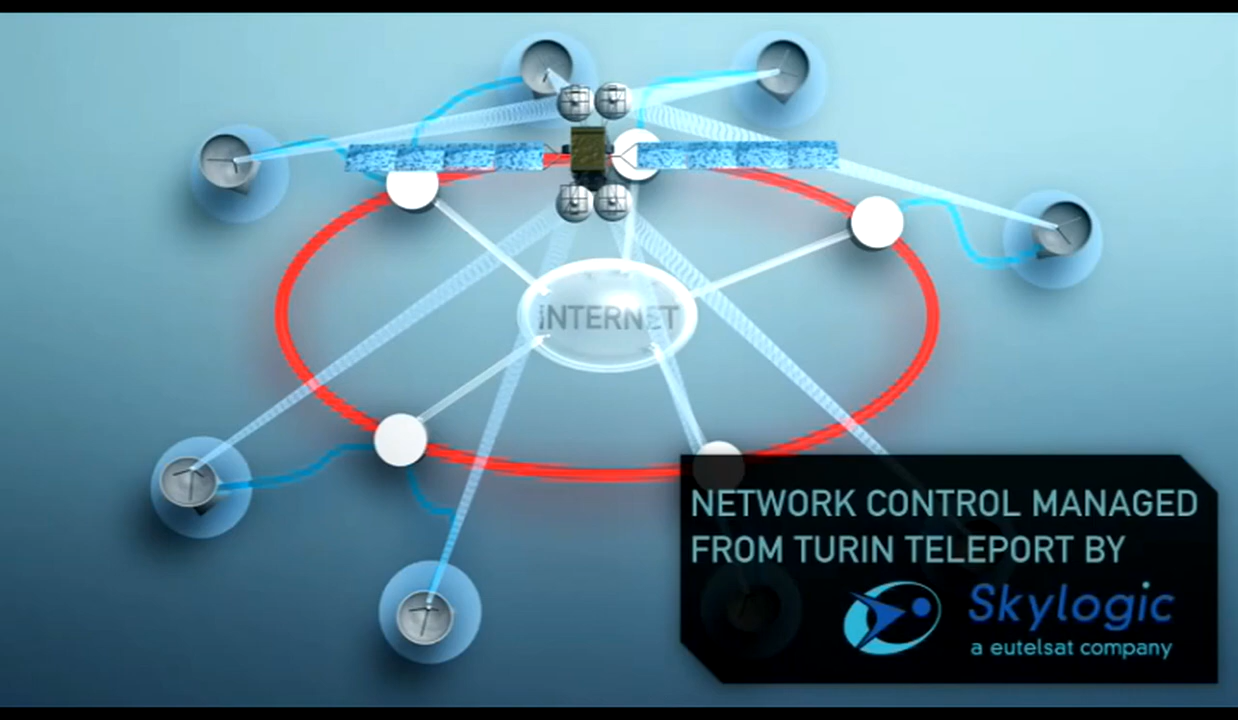 iNTERNET
NETWORK CONTROL MANAGED
FROM TURIN TELEPORT BY
Skylogic
a eutelsat company